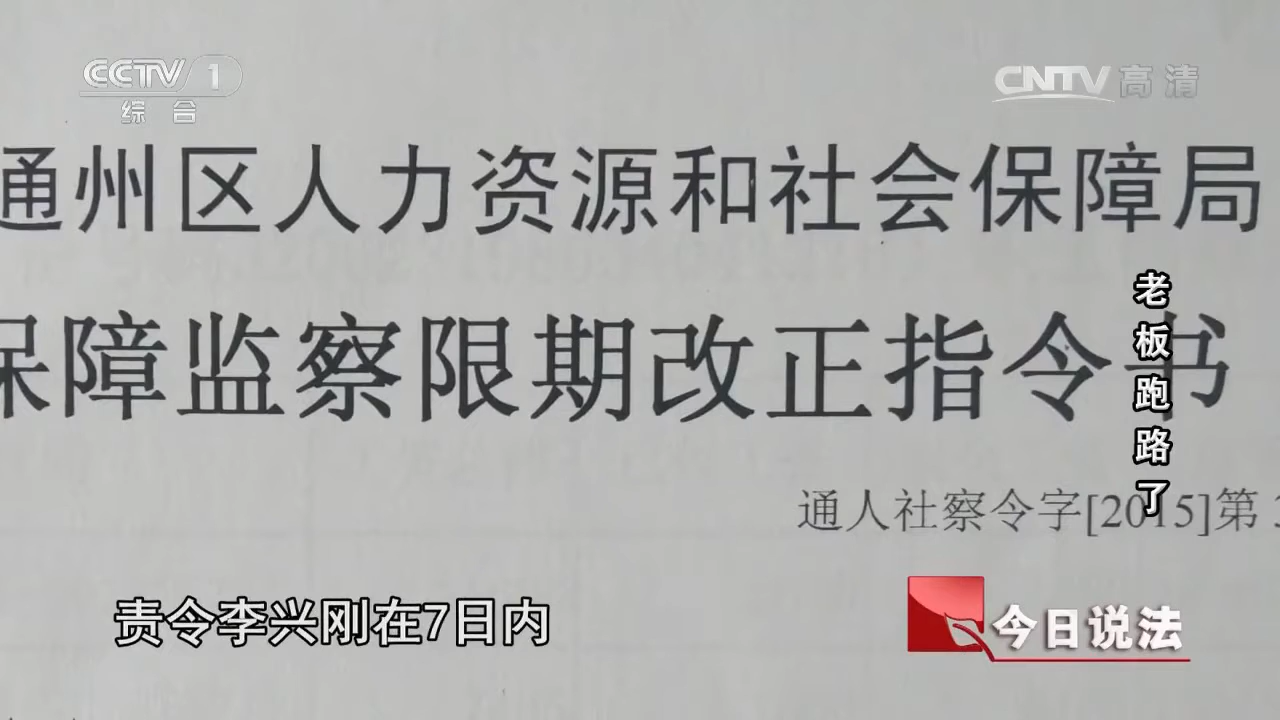 CCTV 1
综合
CNTV 高清
通州区人力资源和社会保障局
保障监察限期改正指令书
老板跑路了
通人社察令字[2015]第
责令李兴刚在7日内
今日说法